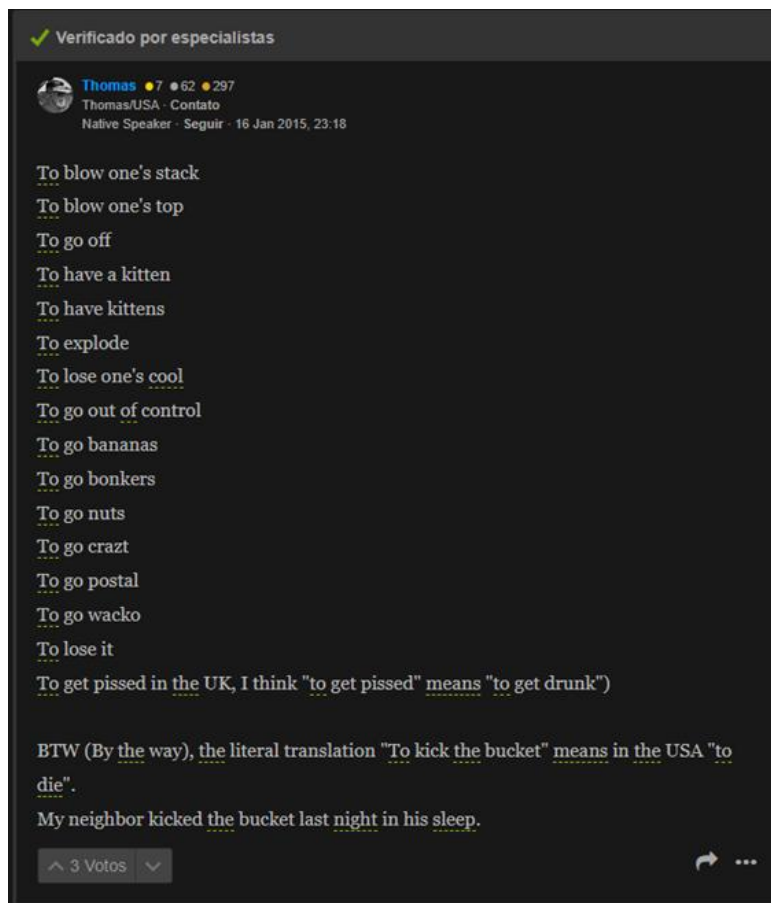 Verificado por especialistas
Thomas 7 62 297
Thomas/USA · Contato
Native Speaker · Seguir · 16 Jan 2015, 23:18
To blow one's stack
To blow one's top
To go off
To have a kitten
To have kittens
To explode
To lose one's cool
To go out of control
To go bananas
To go bonkers
To go nuts
To go crazt
To go postal
To go wacko
To lose it
To get pissed in the UK, I think "to get pissed" means "to get drunk")
BTW (By the way), the literal translation "To kick the bucket" means in the USA "to
die".
My neighbor kicked the bucket last night in his sleep.
3 Votos